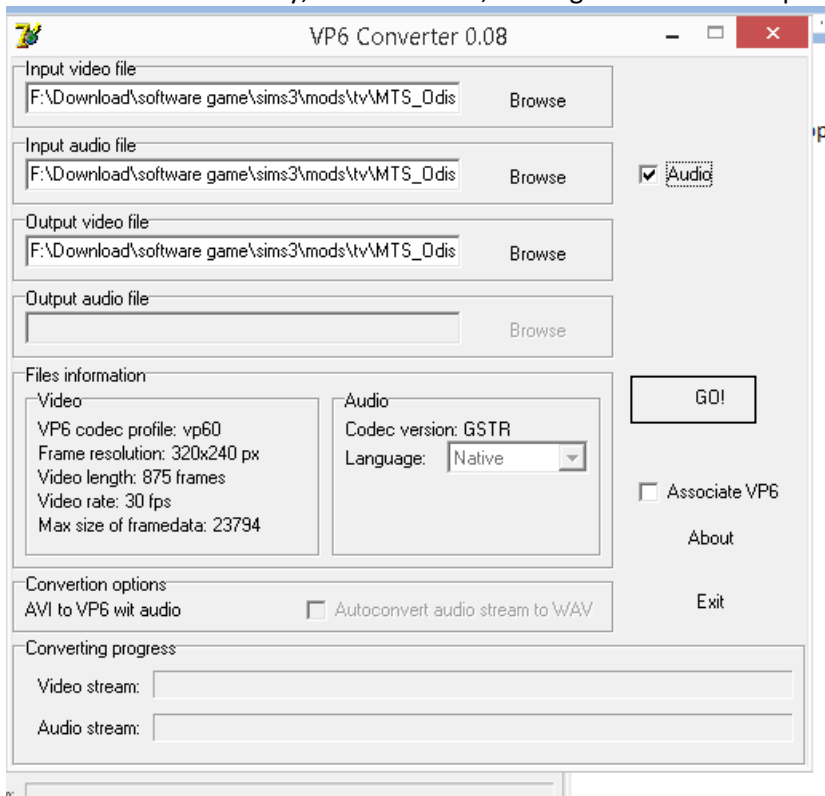 VP6 Converter 0.08
Input video file
F:\Download\software game\sims3\mods\tv\MTS_Odis Browse
Input audio file
F:\Download\software game\sims3\mods\tv\MTS_Odis Browse
Audio
Output video file
F:\Download\software game\sims3\mods\tv\MTS_Odis Browse
Output audio file
Browse
Files information
Video
VP6 codec profile: vp60
Frame resolution: 320x240 px
Video length: 875 frames
Video rate: 30 fps
Max size of framedata: 23794
Audio
Codec version: GSTR
Language: Native
GO!
Associate VP6
About
Convertion options
AVI to VP6 wit audio Autoconvert audio stream to WAV
Exit
Converting progress
Video stream:
Audio stream: